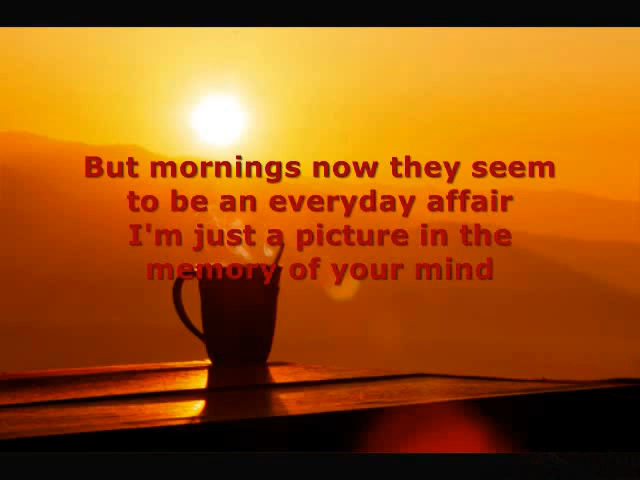 But mornings now they seem
to be an everyday affair
I'm just a picture in the
memory of your mind